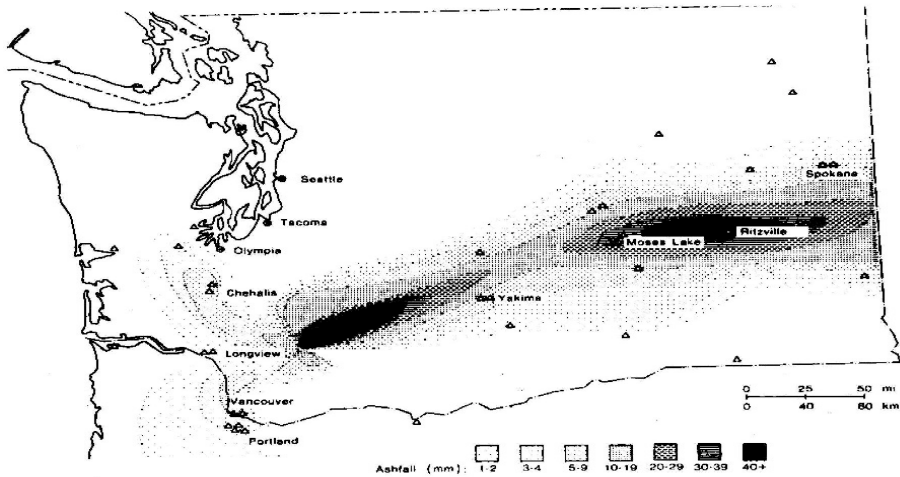 Seattle
Spokane
Tacoma
Moses Lake
Ritzville
Olympia
Chehalis
Yakima
Longview
0 25 50 mi
0 40 80 km
Vancouver
Portland
Ashfall (mm):
1-2 3-4 5-9 10-19 20-29 30-39 40+